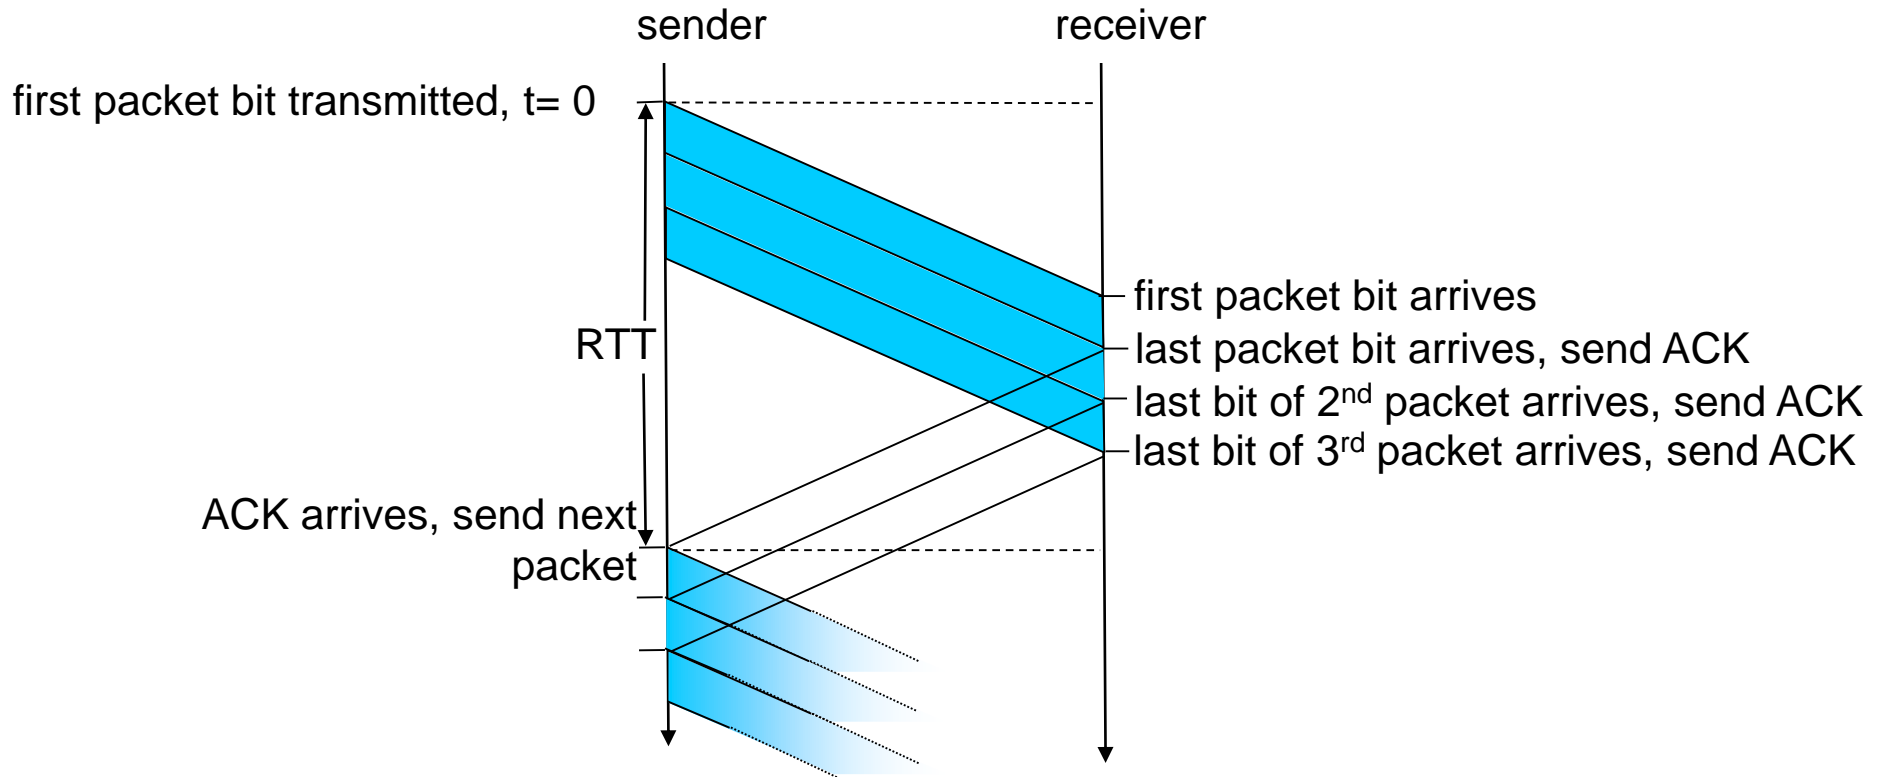 sender
receiver
first packet bit transmitted, t= 0
first packet bit arrives
RTT
last packet bit arrives, send ACK
last bit of 2nd packet arrives, send ACK
last bit of 3rd packet arrives, send ACK
ACK arrives, send next
packet